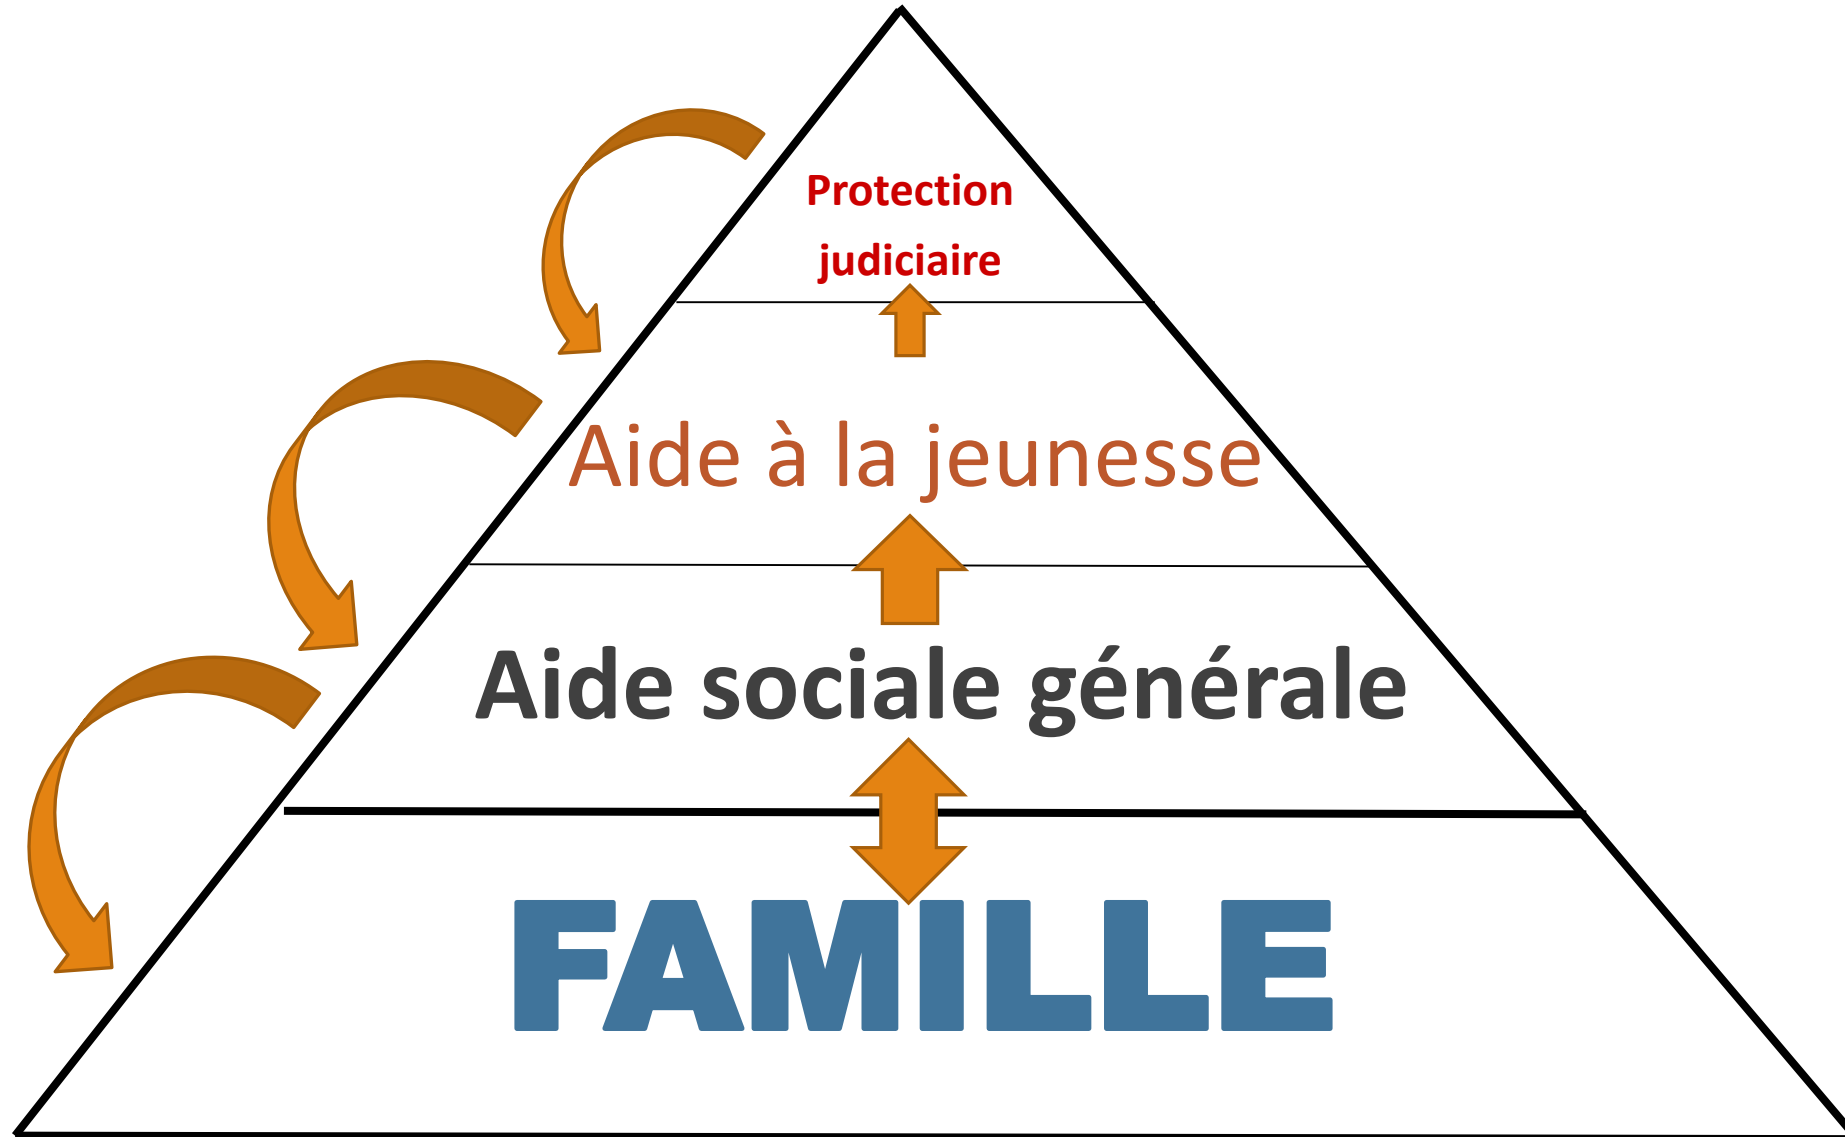 Protection
judiciaire
Aide à la jeunesse
Aide sociale générale
FAMILLE